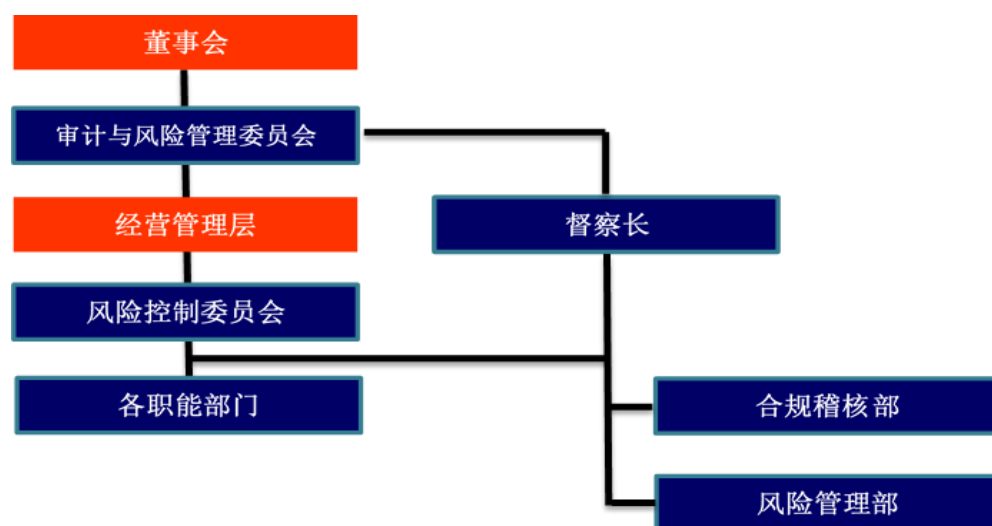 董事会
审计与风险管理委员会
经营管理层
督察长
风险控制委员会
各职能部门
合规稽核部
风险管理部